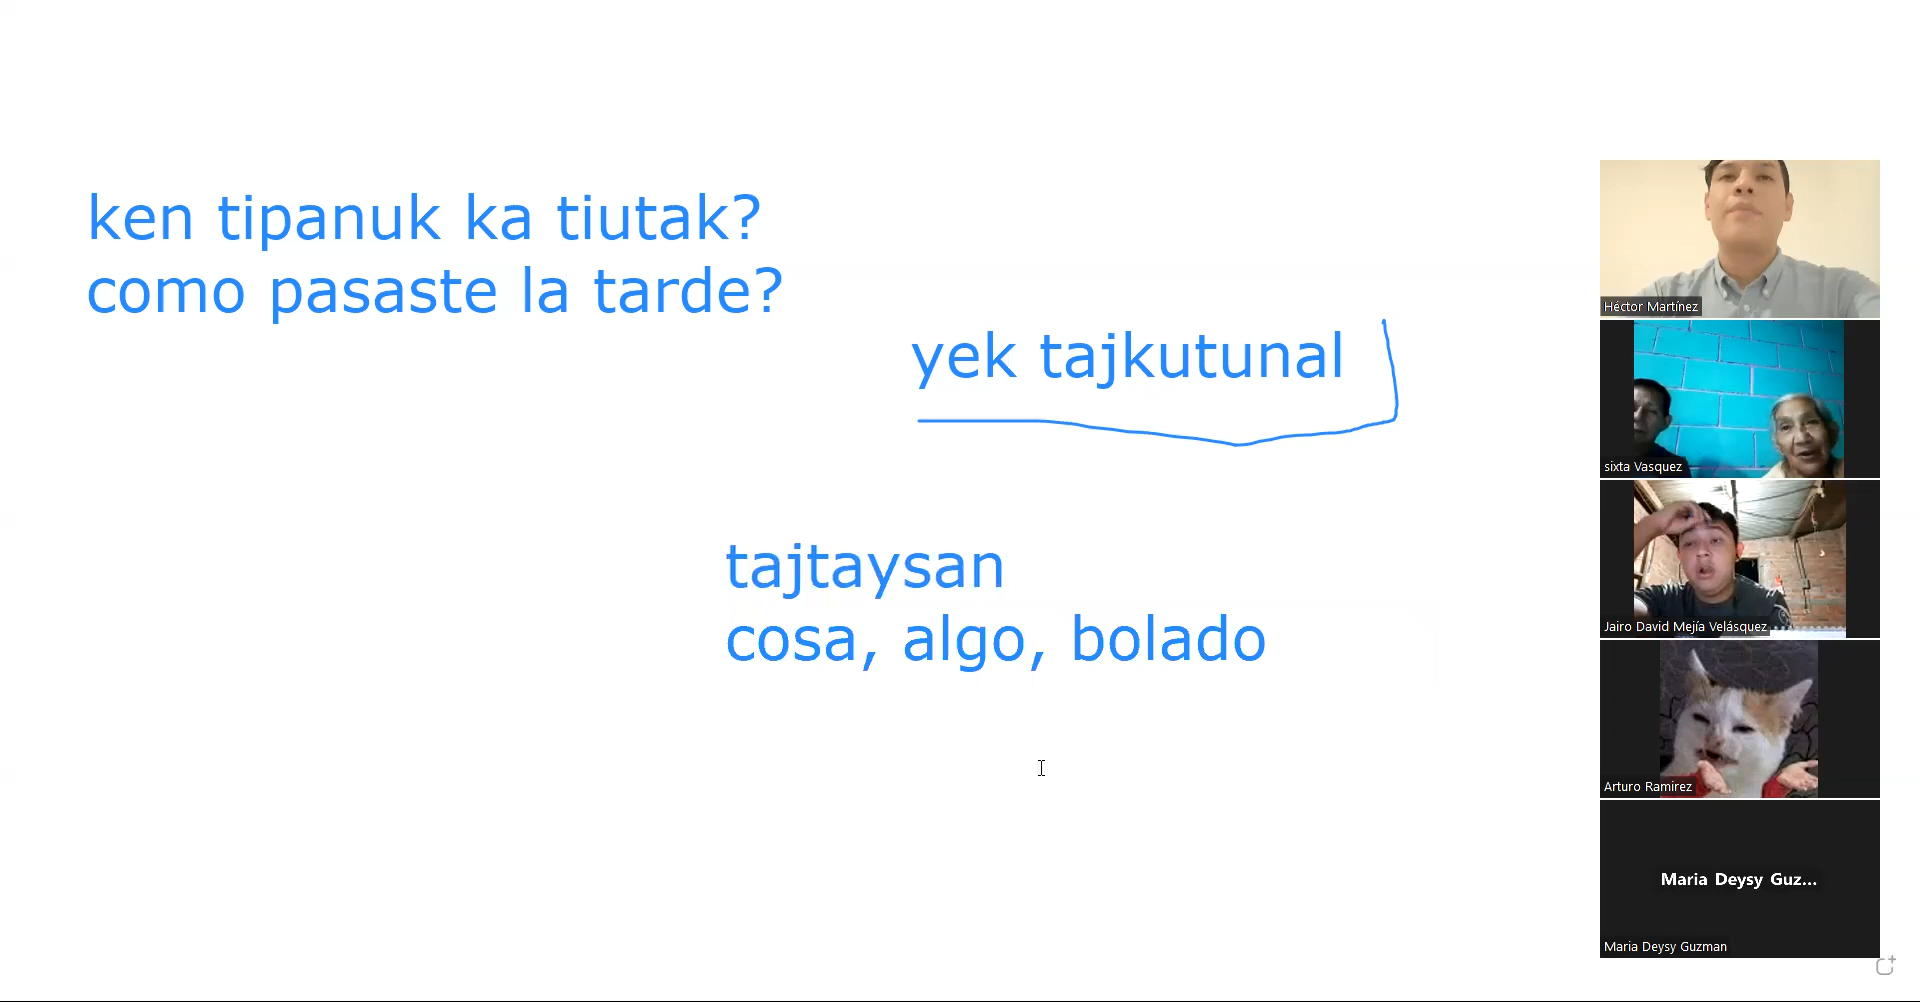 ken tipanuk ka tiutak?
como pasaste la tarde?
yek tajkutunal
tajtaysan
cosa, algo, bolado
Héctor Martínez
sixta Vasquez
Jairo David Mejía Velásquez
Arturo Ramirez
Maria Deysy Guz...
Maria Deysy Guzman